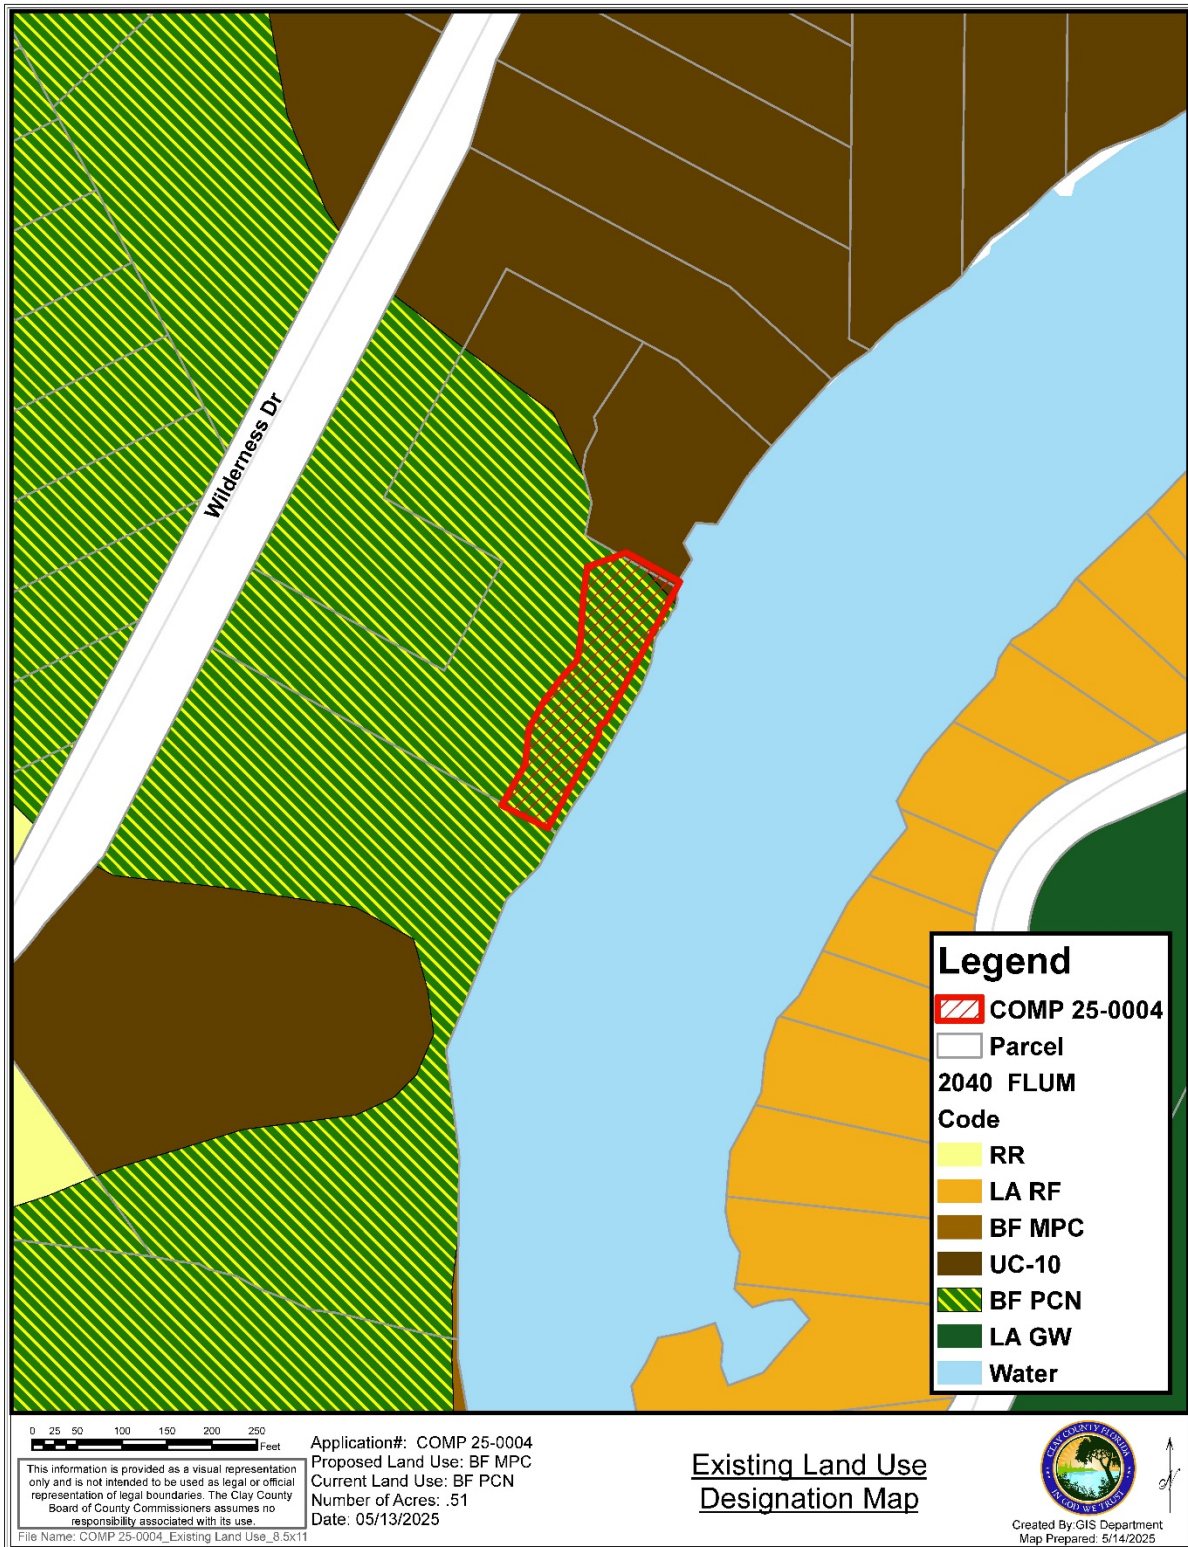 Wilderness Dr
Legend
COMP 25-0004
Parcel
2040 FLUM
Code
RR
LA RF
BF MPC
UC-10
BF PCN
LA GW
Water
0 25 50 100 150 200 250
Feet
This information is provided as a visual representation
only and is not intended to be used as legal or official
representation of legal boundaries. The Clay County
Board of County Commissioners assumes no
responsibility associated with its use.
File Name: COMP 25-0004_Existing Land Use_8.5x11
Application#: COMP 25-0004
Proposed Land Use: BF MPC
Current Land Use: BF PCN
Number of Acres: .51
Date: 05/13/2025
Existing Land Use
Designation Map
CLAY COUNTY FLORIDA
IN GOD WE TRUST
N
Created By:GIS Department
Map Prepared: 5/14/2025